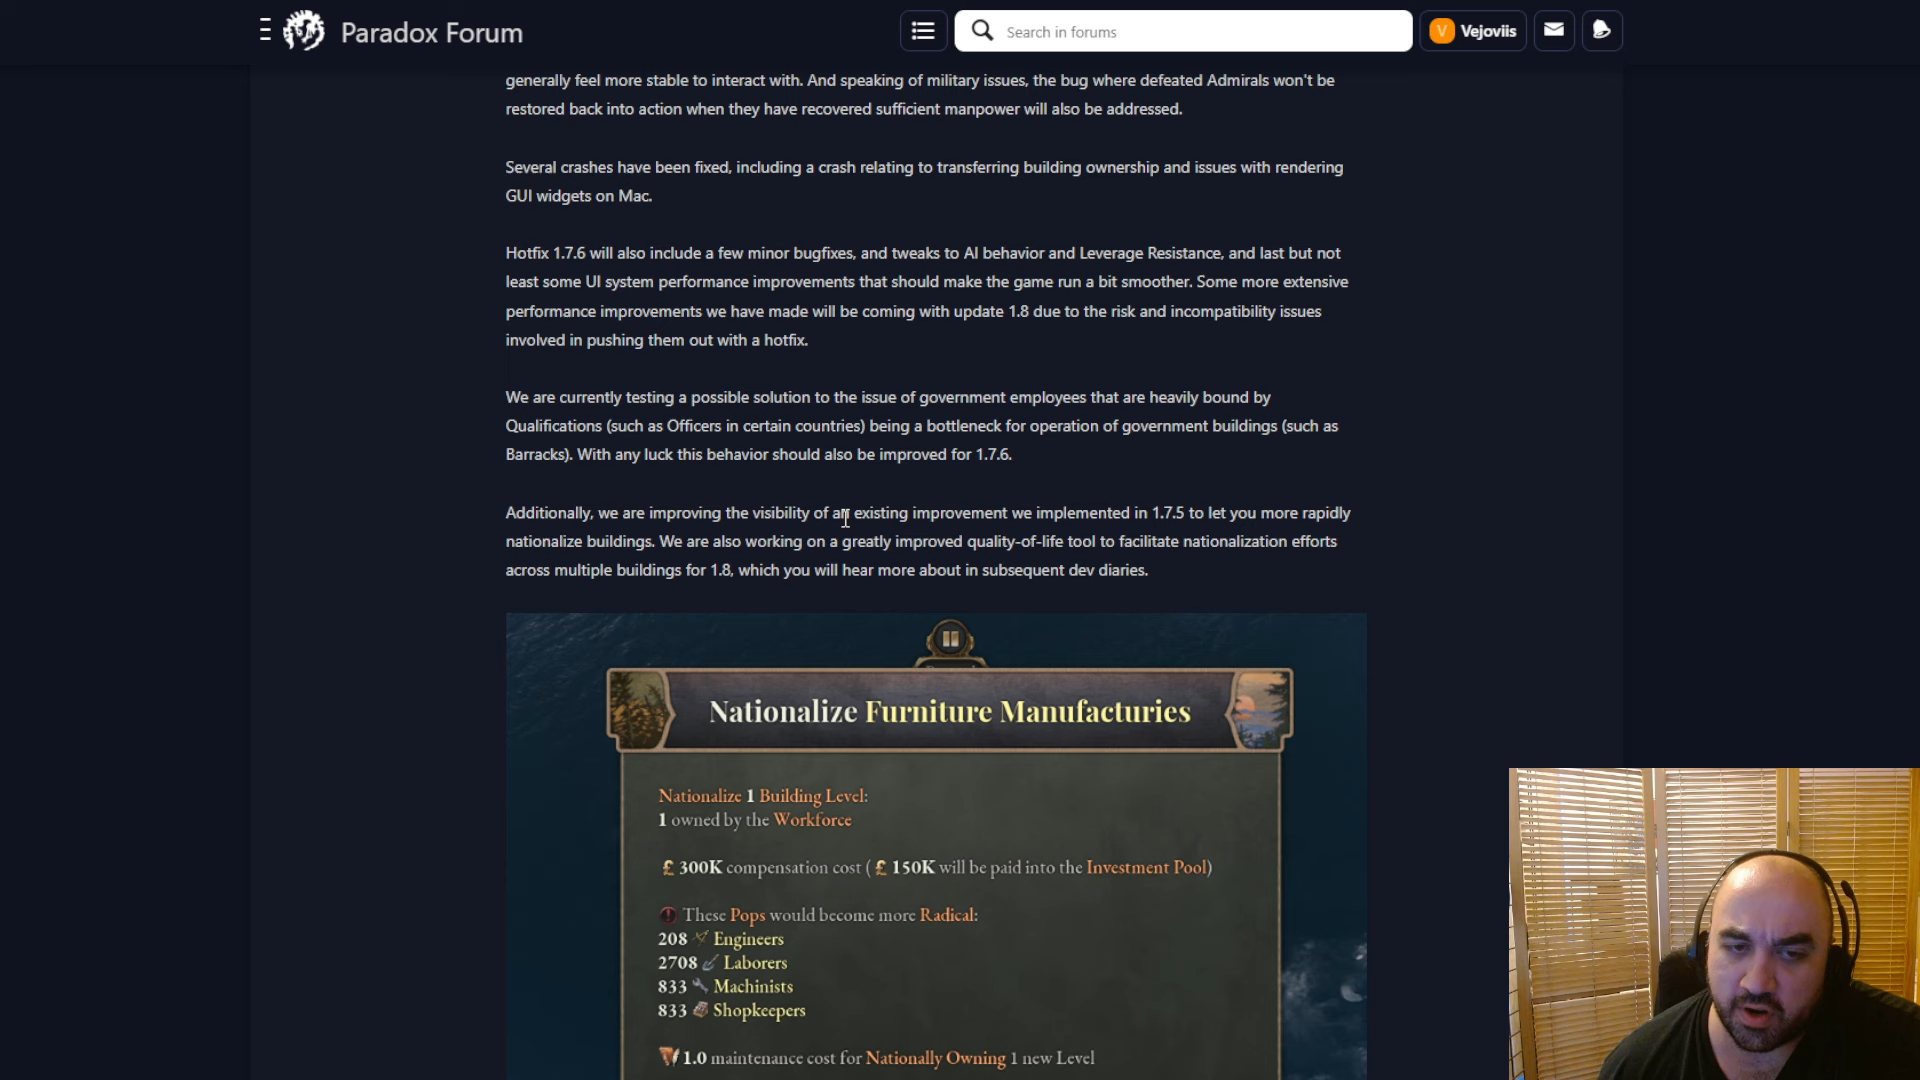 Paradox Forum
Search in forums
V Vejoviis
generally feel more stable to interact with. And speaking of military issues, the bug where defeated Admirals won't be
restored back into action when they have recovered sufficient manpower will also be addressed.
Several crashes have been fixed, including a crash relating to transferring building ownership and issues with rendering
GUI widgets on Mac.
Hotfix 1.7.6 will also include a few minor bugfixes, and tweaks to AI behavior and Leverage Resistance, and last but not
least some UI system performance improvements that should make the game run a bit smoother. Some more extensive
performance improvements we have made will be coming with update 1.8 due to the risk and incompatibility issues
involved in pushing them out with a hotfix.
We are currently testing a possible solution to the issue of government employees that are heavily bound by
Qualifications (such as Officers in certain countries) being a bottleneck for operation of government buildings (such as
Barracks). With any luck this behavior should also be improved for 1.7.6.
Additionally, we are improving the visibility of an existing improvement we implemented in 1.7.5 to let you more rapidly
nationalize buildings. We are also working on a greatly improved quality-of-life tool to facilitate nationalization efforts
across multiple buildings for 1.8, which you will hear more about in subsequent dev diaries.
Nationalize Furniture Manufacturies
Nationalize 1 Building Level:
1 owned by the Workforce
£ 300K compensation cost ( £ 150K will be paid into the Investment Pool)
These Pops would become more Radical:
208 Engineers
2708 Laborers
833 Machinists
833 Shopkeepers
1.0 maintenance cost for Nationally Owning 1 new Level